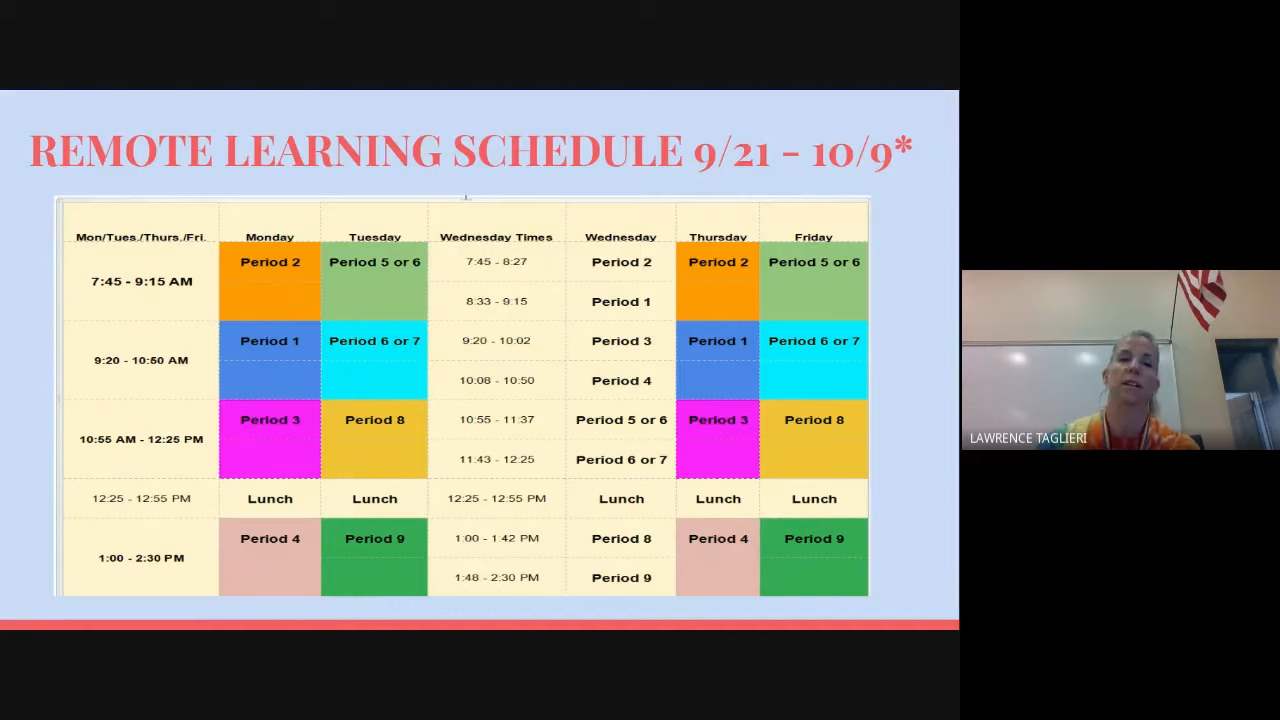 REMOTE LEARNING SCHEDULE 9/21 - 10/9*
Mon/Tues./Thurs./Fri. Monday Tuesday Wednesday Times Wednesday Thursday Friday
7:45 - 9:15 AM Period 2 Period 5 or 6 7:45 - 8:27 Period 2 Period 2 Period 5 or 6
8:33 - 9:15 Period 1
9:20 - 10:50 AM Period 1 Period 6 or 7 9:20 - 10:02 Period 3 Period 1 Period 6 or 7
10:08 - 10:50 Period 4
10:55 AM - 12:25 PM Period 3 Period 8 10:55 - 11:37 Period 5 or 6 Period 3 Period 8
11:43 - 12:25 Period 6 or 7
12:25 - 12:55 PM Lunch Lunch 12:25 - 12:55 PM Lunch Lunch Lunch
1:00 - 2:30 PM Period 4 Period 9 1:00 - 1:42 PM Period 8 Period 4 Period 9
1:48 - 2:30 PM Period 9
LAWRENCE TAGLIERI